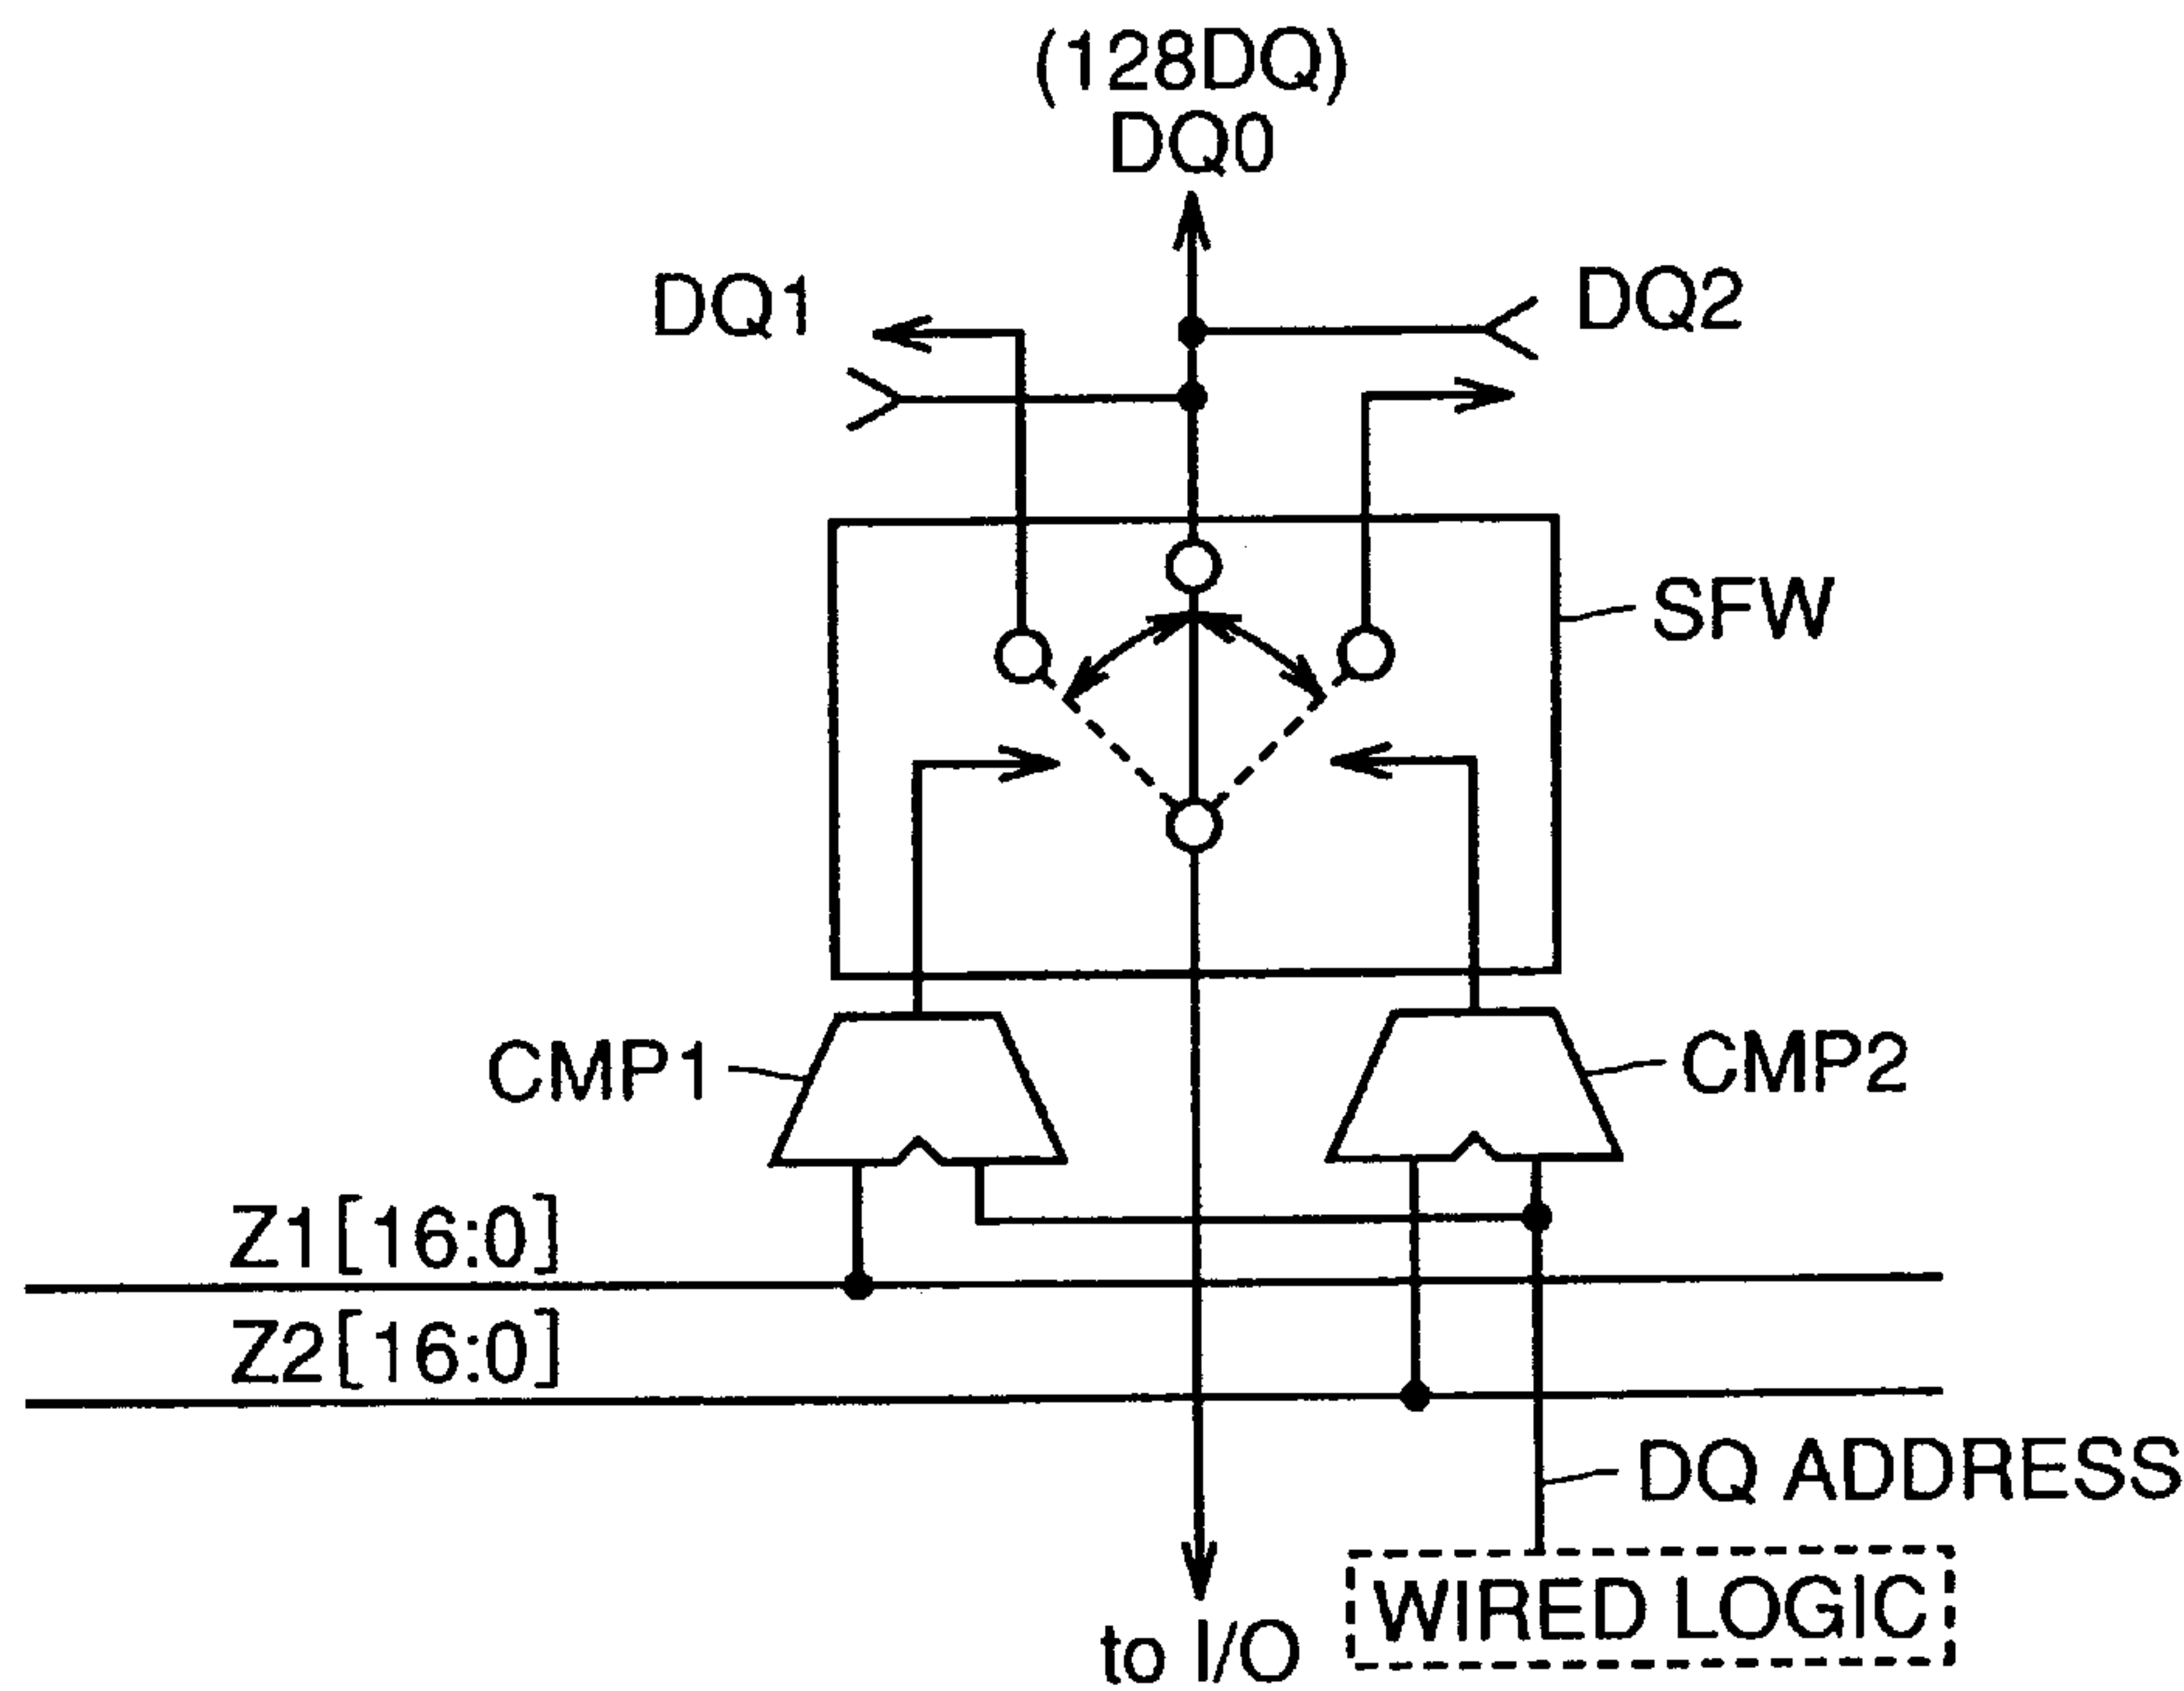 (128DQ)
DQ0
DQ1
DQ2
SFW
CMP1
CMP2
Z1[16:0]
Z2[16:0]
DQ ADDRESS
WIRED LOGIC
to I/O